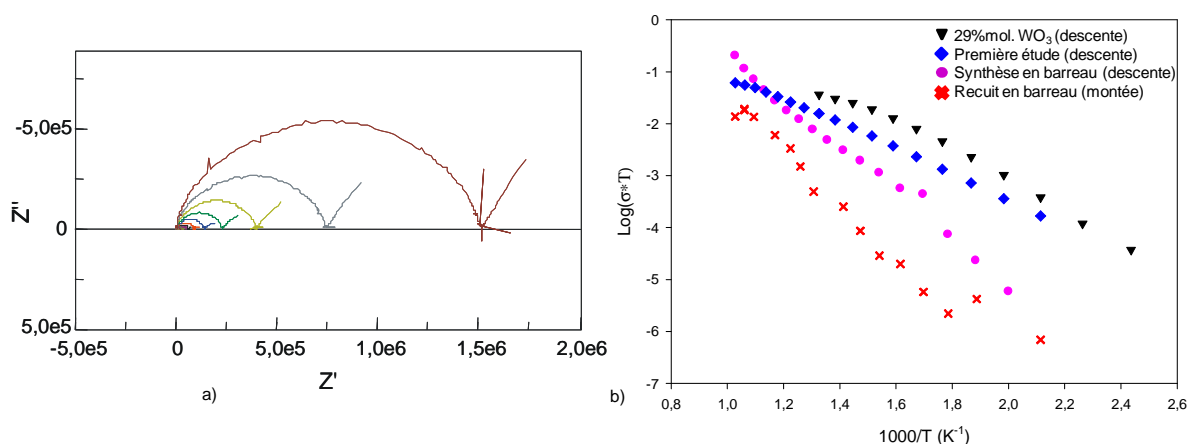 -5,0e5
0
5,0e5
Z''
-5,0e5 0 5,0e5 1,0e6 1,5e6 2,0e6
Z'
a)
b)
29%mol. WO3 (descente)
Première étude (descente)
Synthèse en barreau (descente)
Recuit en barreau (montée)
0
-1
-2
-3
-4
-5
-6
-7
Log(σ*T)
0,8 1,0 1,2 1,4 1,6 1,8 2,0 2,2 2,4 2,6
1000/T (K-1)